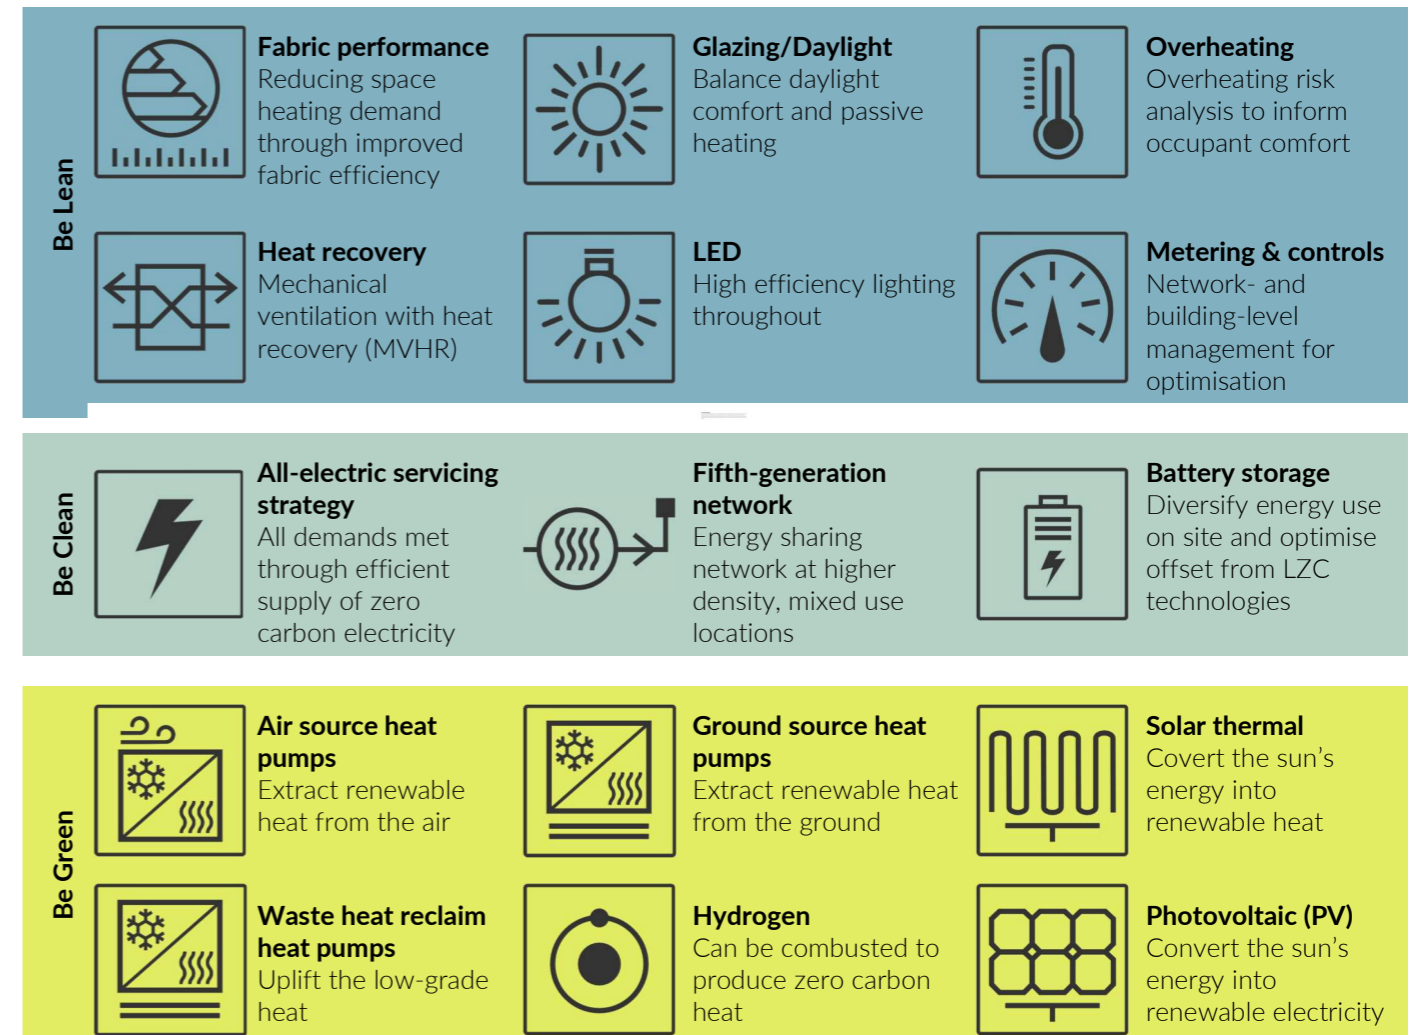 Be Lean
Fabric performance
Reducing space
heating demand
through improved
fabric efficiency
Glazing/Daylight
Balance daylight
comfort and passive
heating
Overheating
Overheating risk
analysis to inform
occupant comfort
Heat recovery
Mechanical
ventilation with heat
recovery (MVHR)
LED
High efficiency lighting
throughout
Metering & controls
Network- and
building-level
management for
optimisation
Be Clean
All-electric servicing
strategy
All demands met
through efficient
supply of zero
carbon electricity
Fifth-generation
network
Energy sharing
network at higher
density, mixed use
locations
Battery storage
Diversify energy use
on site and optimise
offset from LZC
technologies
Be Green
Air source heat
pumps
Extract renewable
heat from the air
Ground source heat
pumps
Extract renewable heat
from the ground
Solar thermal
Covert the sun's
energy into
renewable heat
Waste heat reclaim
heat pumps
Uplift the low-grade
heat
Hydrogen
Can be combusted to
produce zero carbon
heat
Photovoltaic (PV)
Convert the sun's
energy into
renewable electricity